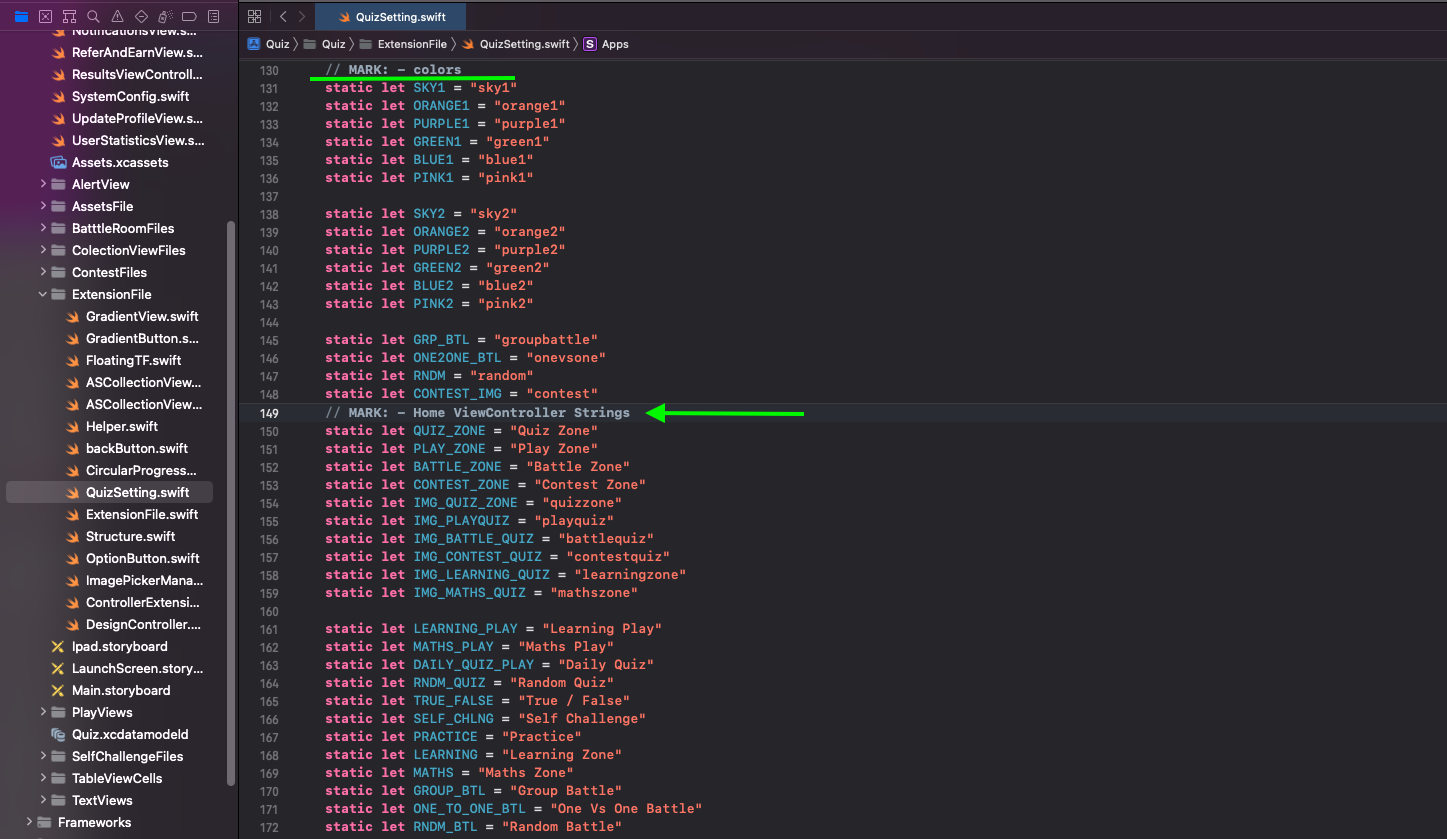 NotificationsView.s...
ReferAndEarnView.s...
ResultsViewControll...
SystemConfig.swift
UpdateProfileView.s...
UserStatisticsView.s...
Assets.xcassets
AlertView
AssetsFile
BatttleRoomFiles
ColectionViewFiles
ContestFiles
ExtensionFile
GradientView.swift
GradientButton.s...
FloatingTF.swift
ASCollectionView...
ASCollectionView...
Helper.swift
backButton.swift
CircularProgress...
QuizSetting.swift
ExtensionFile.swift
Structure.swift
OptionButton.swift
ImagePickerMana...
ControllerExtensi...
DesignController....
Ipad.storyboard
LaunchScreen.story...
Main.storyboard
PlayViews
Quiz.xcdatamodeld
SelfChallengeFiles
TableViewCells
TextViews
Frameworks
QuizSetting.swift
Quiz 〉 Quiz 〉 ExtensionFile 〉 QuizSetting.swift 〉 S Apps
130 // MARK: - colors
131 static let SKY1 = "sky1"
132 static let ORANGE1 = "orange1"
133 static let PURPLE1 = "purple1"
134 static let GREEN1 = "green1"
135 static let BLUE1 = "blue1"
136 static let PINK1 = "pink1"
137
138 static let SKY2 = "sky2"
139 static let ORANGE2 = "orange2"
140 static let PURPLE2 = "purple2"
141 static let GREEN2 = "green2"
142 static let BLUE2 = "blue2"
143 static let PINK2 = "pink2"
144
145 static let GRP_BTL = "groupbattle"
146 static let ONE2ONE_BTL = "onevsone"
147 static let RNDM = "random"
148 static let CONTEST_IMG = "contest"
149 // MARK: - Home ViewController Strings
150 static let QUIZ_ZONE = "Quiz Zone"
151 static let PLAY_ZONE = "Play Zone"
152 static let BATTLE_ZONE = "Battle Zone"
153 static let CONTEST_ZONE = "Contest Zone"
154 static let IMG_QUIZ_ZONE = "quizzone"
155 static let IMG_PLAYQUIZ = "playquiz"
156 static let IMG_BATTLE_QUIZ = "battlequiz"
157 static let IMG_CONTEST_QUIZ = "contestquiz"
158 static let IMG_LEARNING_QUIZ = "learningzone"
159 static let IMG_MATHS_QUIZ = "mathszone"
160
161 static let LEARNING_PLAY = "Learning Play"
162 static let MATHS_PLAY = "Maths Play"
163 static let DAILY_QUIZ_PLAY = "Daily Quiz"
164 static let RNDM_QUIZ = "Random Quiz"
165 static let TRUE_FALSE = "True / False"
166 static let SELF_CHLNG = "Self Challenge"
167 static let PRACTICE = "Practice"
168 static let LEARNING = "Learning Zone"
169 static let MATHS = "Maths Zone"
170 static let GROUP_BTL = "Group Battle"
171 static let ONE_TO_ONE_BTL = "One Vs One Battle"
172 static let RNDM_BTL = "Random Battle"